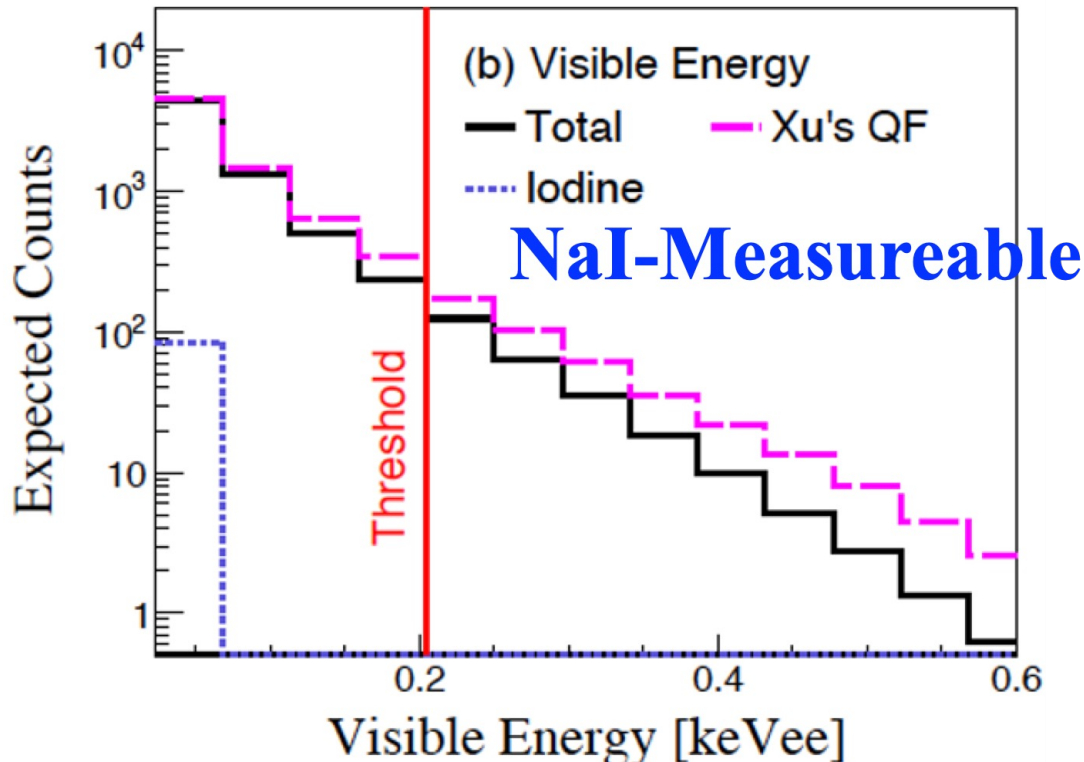 10^4
10^3
10^2
10
1
Expected Counts
(b) Visible Energy
Total
Xu's QF
Iodine
NaI-Measureable
Threshold
0.2
0.4
0.6
Visible Energy [keVee]